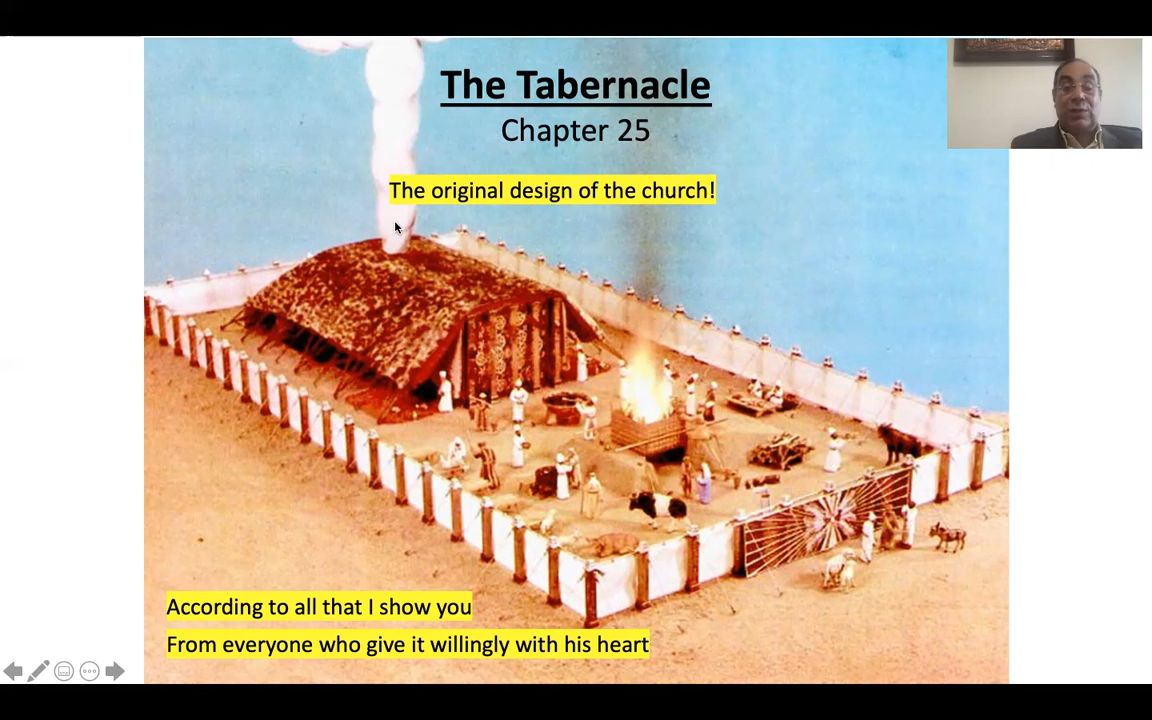 The Tabernacle
Chapter 25
The original design of the church!
According to all that I show you
From everyone who give it willingly with his heart